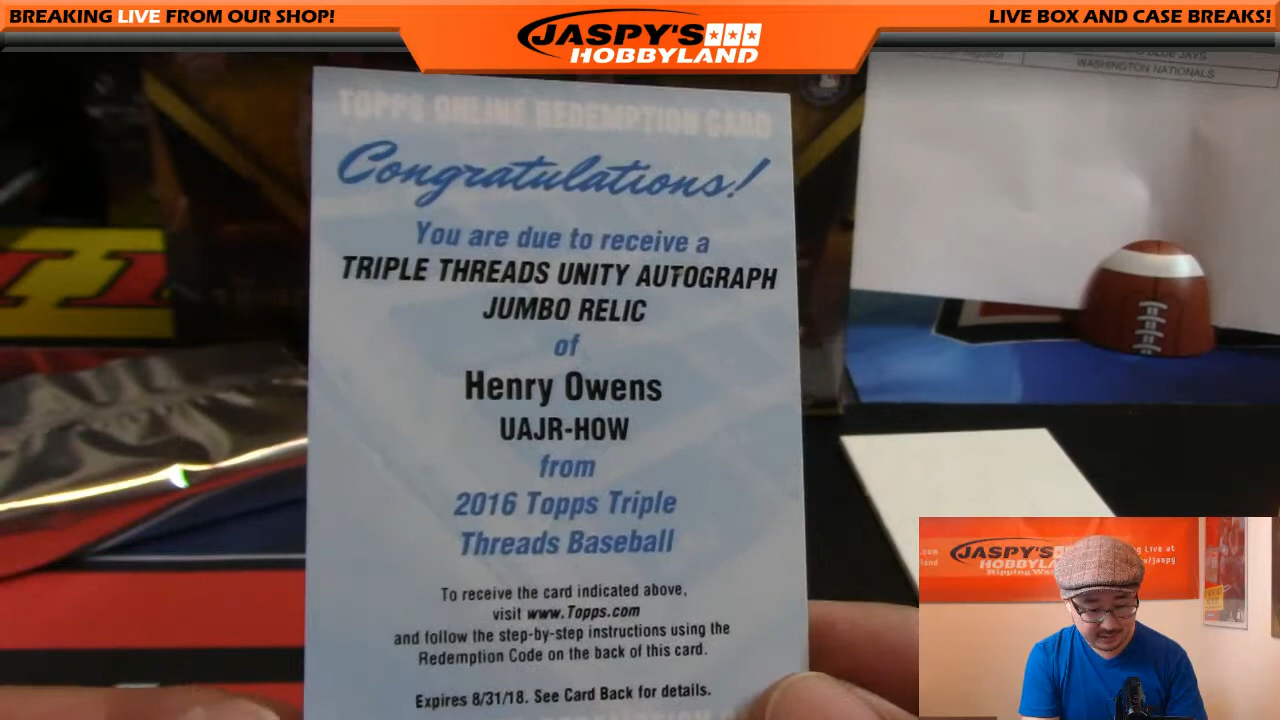 BREAKING LIVE FROM OUR SHOP!
JASPY'S
HOBBYLAND
LIVE BOX AND CASE BREAKS!
BLUE JAYS
WASHINGTON NATIONALS
TOPPS ONLINE REDEMPTION CARD
Congratulations!
You are due to receive a
TRIPLE THREADS UNITY AUTOGRAPH
JUMBO RELIC
of
Henry Owens
UAJR-HOW
from
2016 Topps Triple
Threads Baseball
To receive the card indicated above,
visit www.Topps.com
and follow the step-by-step instructions using the
Redemption Code on the back of this card.
Expires 8/31/18. See Card Back for details.
JASPY'S
HOBBYLA